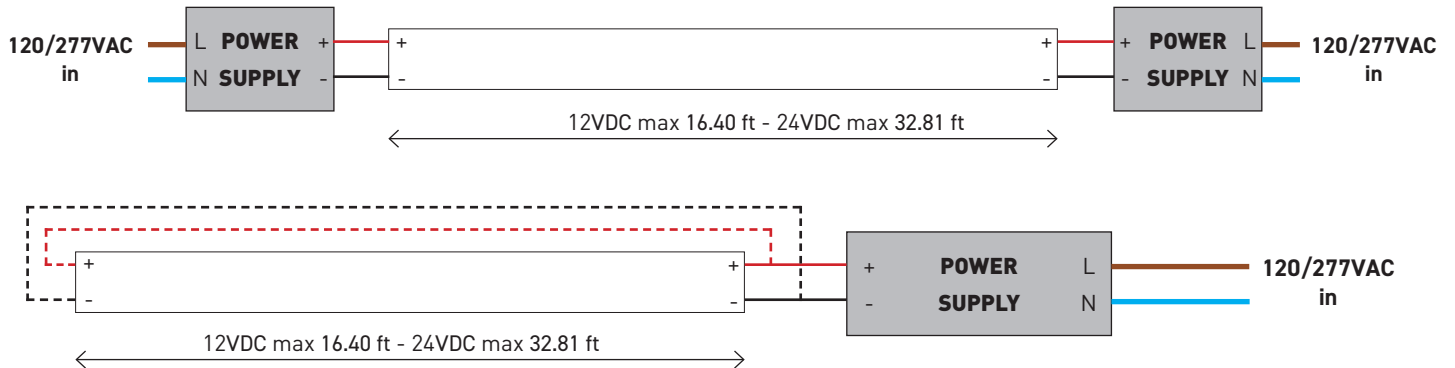 120/277VAC L POWER + + + + POWER L 120/277VAC
in N SUPPLY - - - - SUPPLY N in
12VDC max 16.40 ft - 24VDC max 32.81 ft
+ + + POWER L 120/277VAC
- - - SUPPLY N in
12VDC max 16.40 ft - 24VDC max 32.81 ft